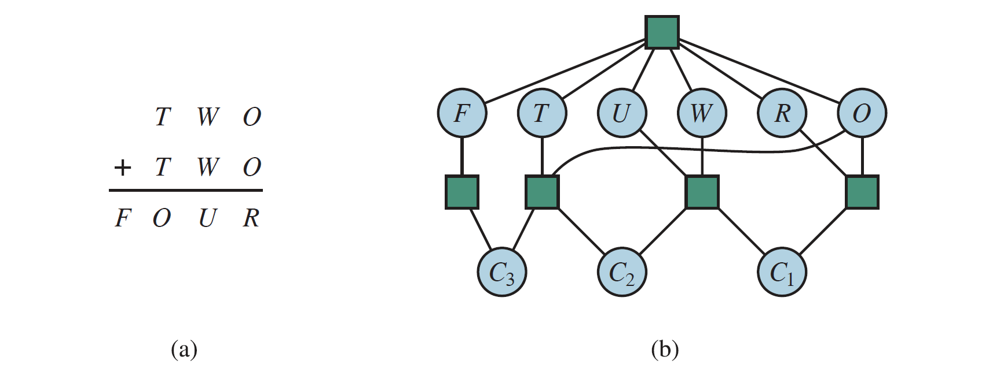 T W O
+ T W O
F O U R
(a)
F T U W R O
C3 C2 C1
(b)